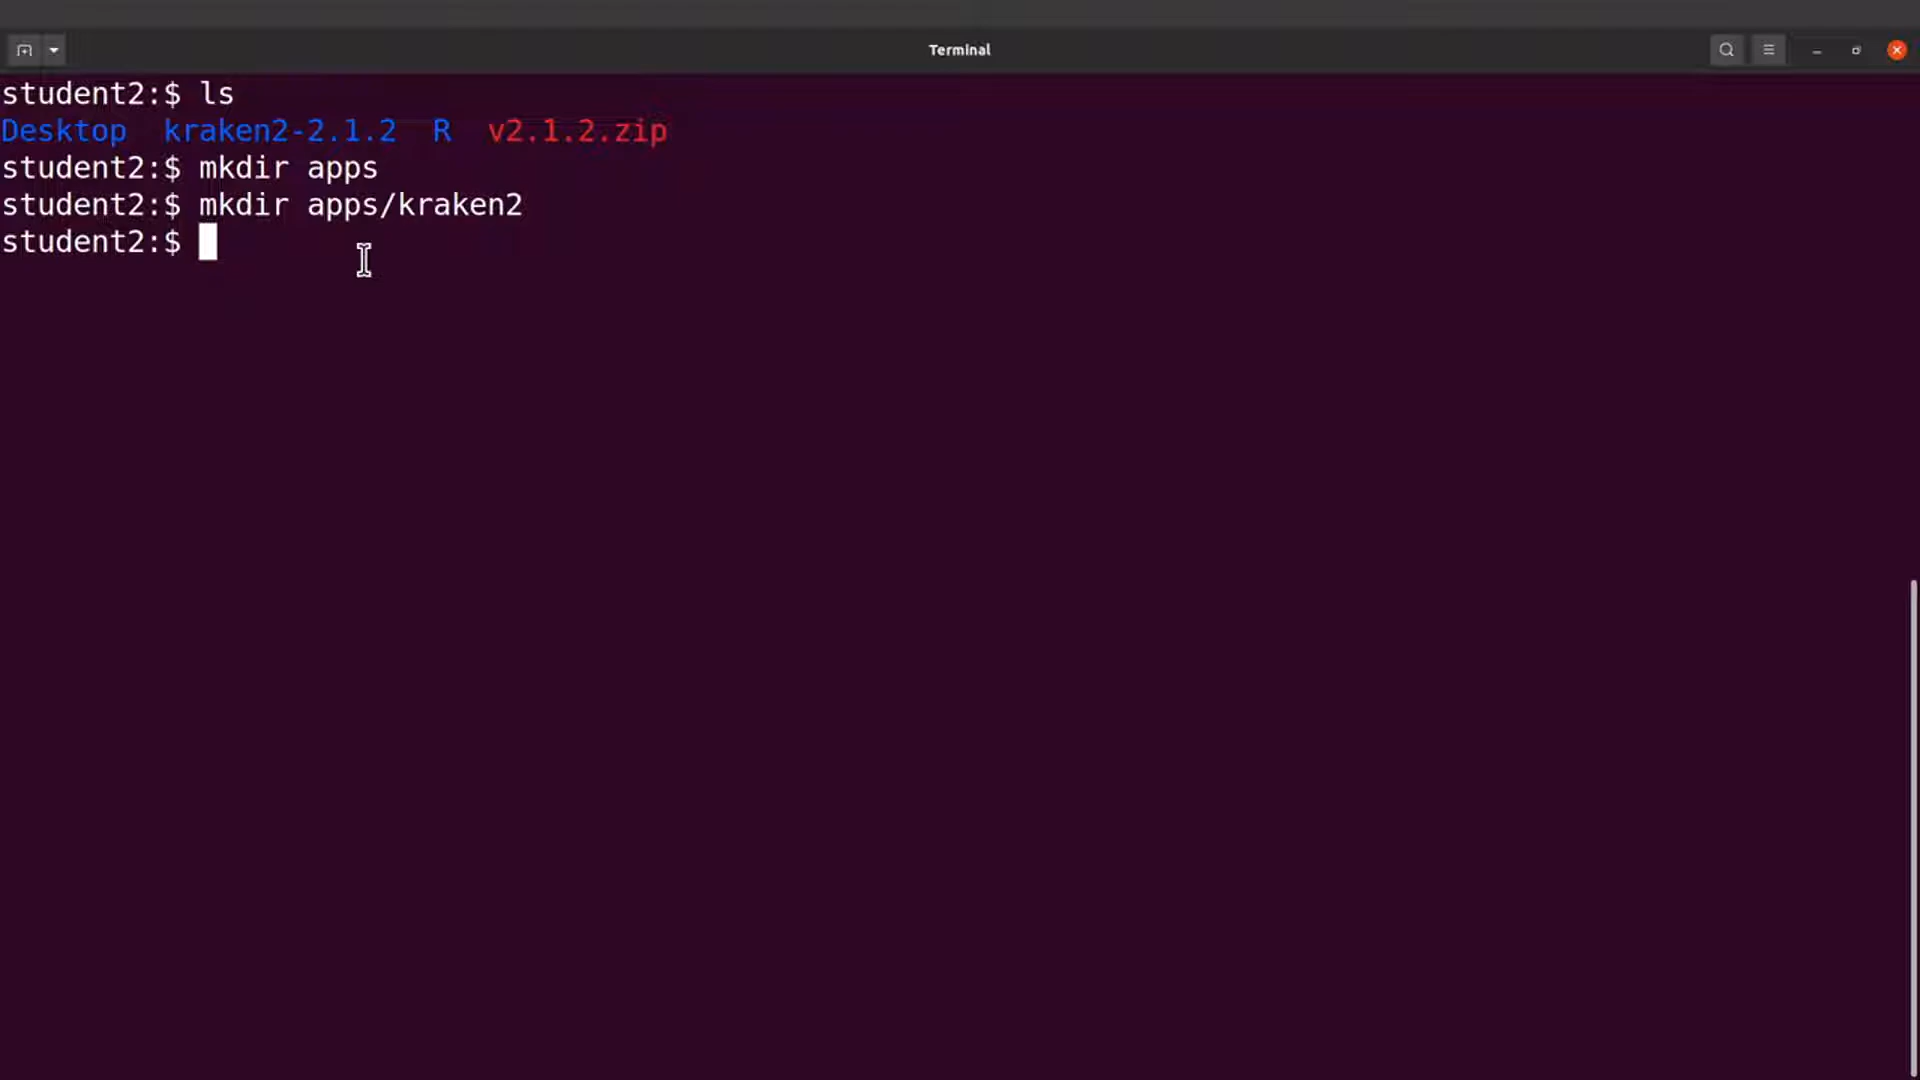 Terminal
student2:$ ls
Desktop  kraken2-2.1.2  R  v2.1.2.zip
student2:$ mkdir apps
student2:$ mkdir apps/kraken2
student2:$